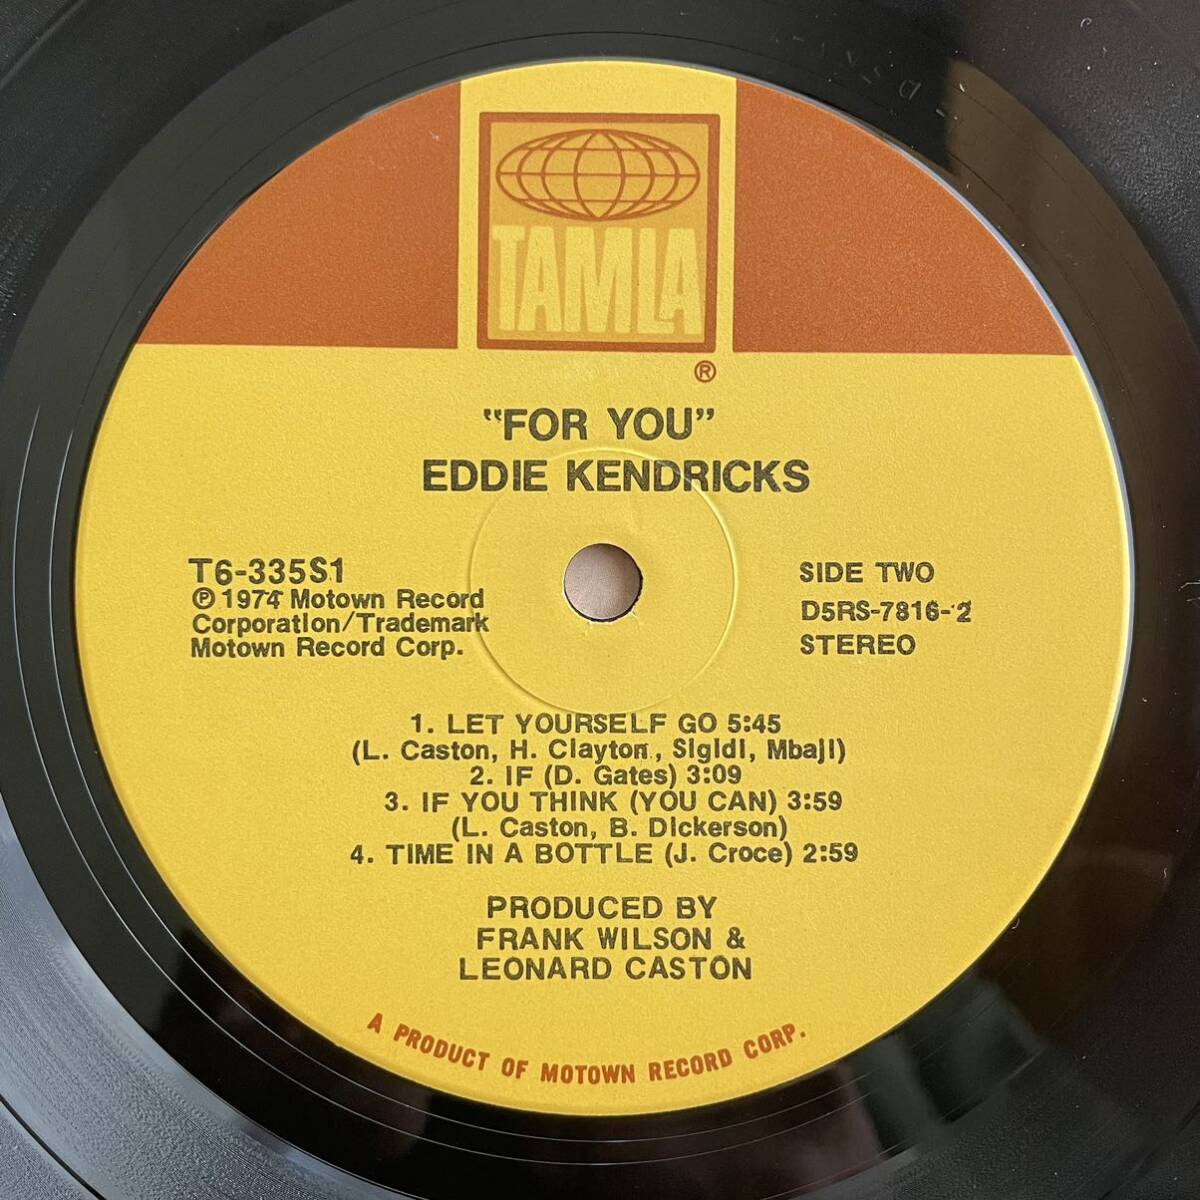 TAMLA
®
"FOR YOU"
EDDIE KENDRICKS
T6-335S1
℗ 1974 Motown Record
Corporation/Trademark
Motown Record Corp.
SIDE TWO
D5RS-7816-2
STEREO
1. LET YOURSELF GO 5:45
(L. Caston, H. Clayton, Sigidi, Mbaji)
2. IF (D. Gates) 3:09
3. IF YOU THINK (YOU CAN) 3:59
(L. Caston, B. Dickerson)
4. TIME IN A BOTTLE (J. Croce) 2:59
PRODUCED BY
FRANK WILSON &
LEONARD CASTON
A PRODUCT OF MOTOWN RECORD CORP.